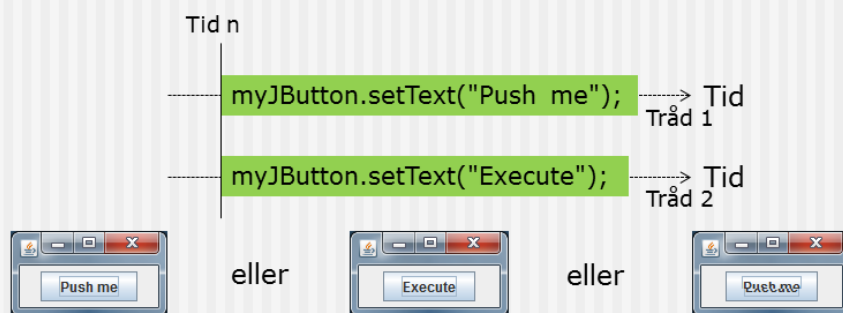 Tid n
myJButton.setText("Push me");
Tid
Tråd 1
myJButton.setText("Execute");
Tid
Tråd 2
Push me
eller
Execute
eller